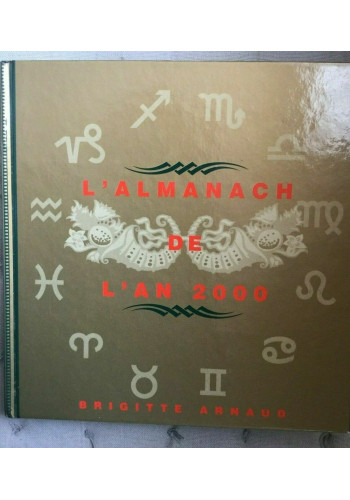 L'ALMANACH
DE
L'AN 2000
BRIGITTE ARNAUD